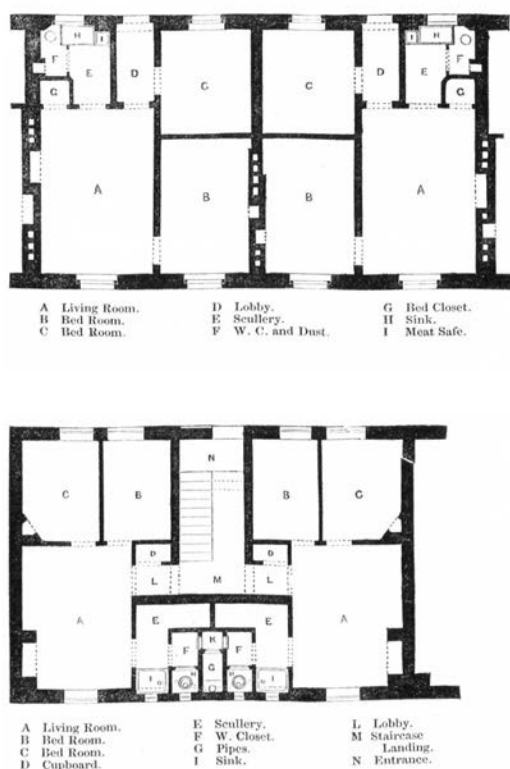 H I H
F E D C C D E F
G G
A B B A
A Living Room. D Lobby. G Bed Closet.
B Bed Room. E Scullery. H Sink.
C Bed Room. F W. C. and Dust. I Meat Safe.
N
C B B G
D D
L M L
A E E A
F K F
I G I
A Living Room. E Scullery. L Lobby.
B Bed Room. F W. Closet. M Staircase
C Bed Room. G Pipes. Landing.
D Cupboard. I Sink. N Entrance.